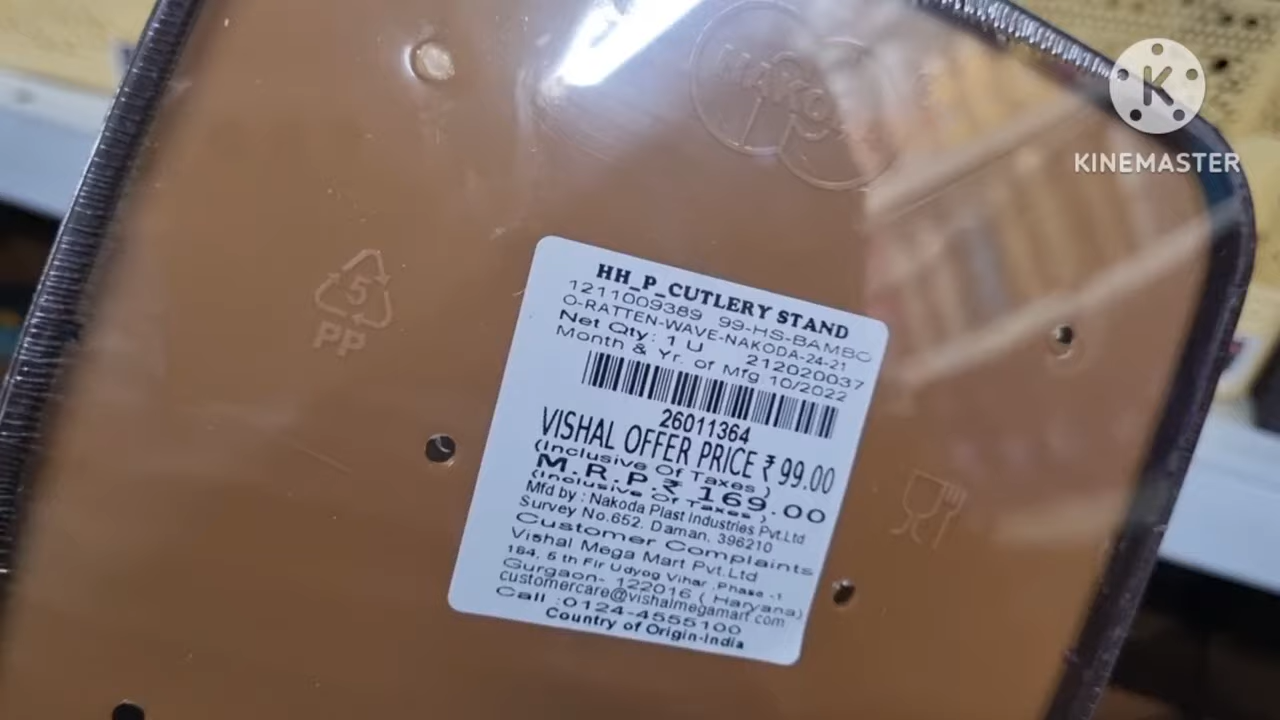 NAKODA
K
KINEMASTER
5
PP
HH_P_CUTLERY STAND
1211009389 99-HS-BAMBO
O-RATTEN-WAVE-NAKODA-24-21
Net Qty: 1 U 212020037
Month & Yr. of Mfg 10/2022
26011364
VISHAL OFFER PRICE ₹ 99.00
(Inclusive Of Taxes)
M.R.P.₹ 169.00
(Inclusive Of Taxes)
Mfd by : Nakoda Plast Industries Pvt.Ltd
Survey No.652. Daman. 396210
Customer Complaints
Vishal Mega Mart Pvt.Ltd
184, 5 th Flr Udyog Vihar ,Phase -1
Gurgaon- 122016 ( Haryana)
customercare@vishalmegamart.com
Call :0124-4555100
Country of Origin-India